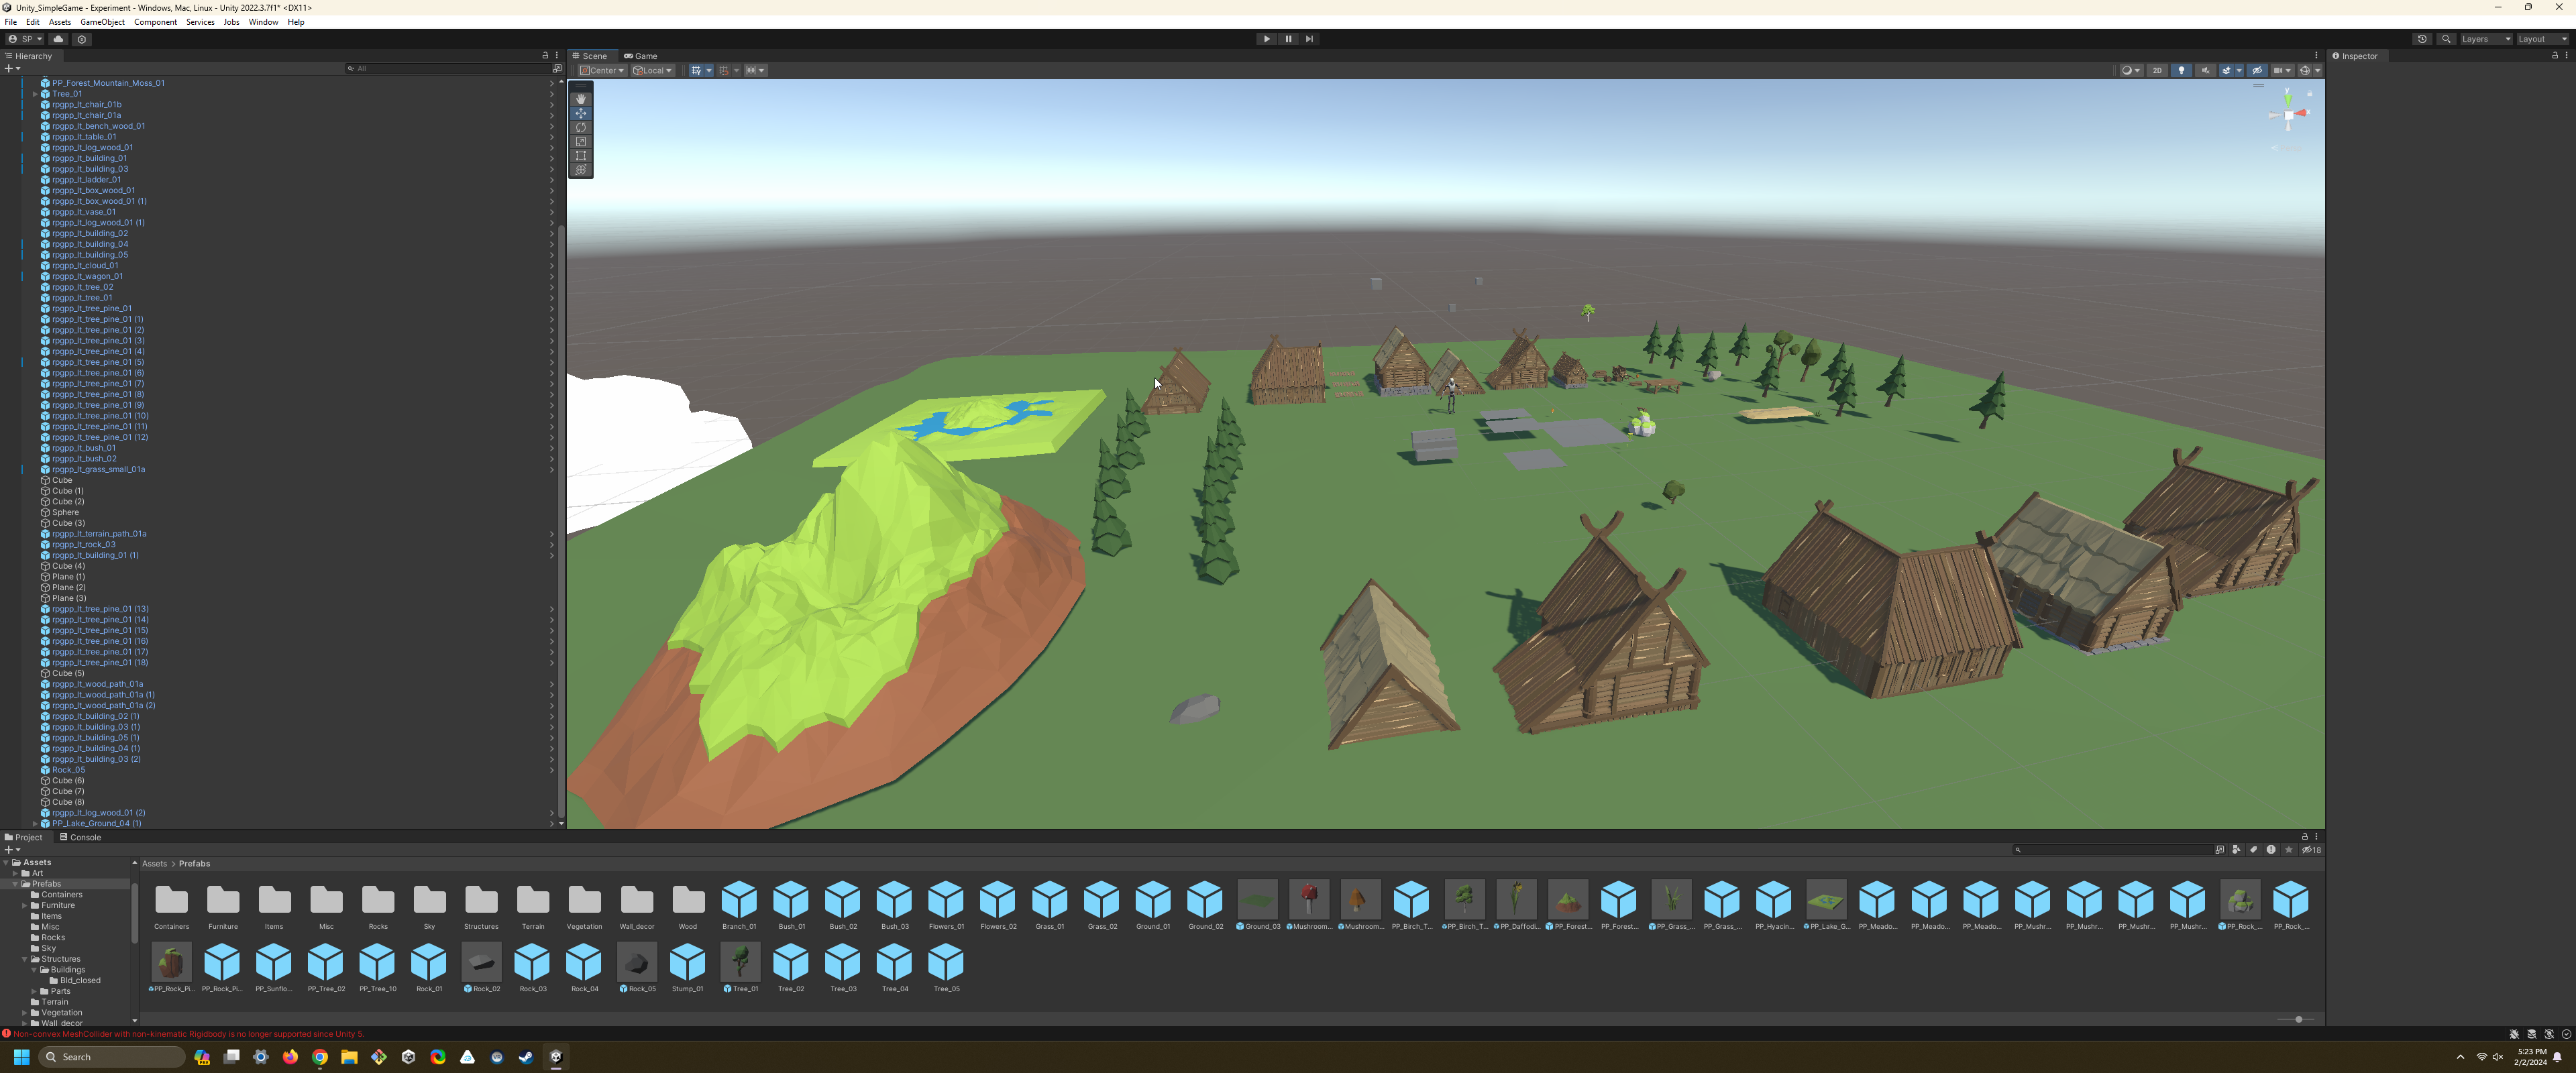 Unity_SimpleGame - Experiment - Windows, Mac, Linux - Unity 2022.3.7f1* <DX11>
File Edit Assets GameObject Component Services Jobs Window Help
SP Layers Layout
Hierarchy
All
PP_Forest_Mountain_Moss_01
Tree_01
rpgpp_lt_chair_01b
rpgpp_lt_chair_01a
rpgpp_lt_bench_wood_01
rpgpp_lt_table_01
rpgpp_lt_log_wood_01
rpgpp_lt_building_01
rpgpp_lt_building_03
rpgpp_lt_ladder_01
rpgpp_lt_box_wood_01
rpgpp_lt_box_wood_01 (1)
rpgpp_lt_vase_01
rpgpp_lt_log_wood_01 (1)
rpgpp_lt_building_02
rpgpp_lt_building_04
rpgpp_lt_building_05
rpgpp_lt_cloud_01
rpgpp_lt_wagon_01
rpgpp_lt_tree_02
rpgpp_lt_tree_01
rpgpp_lt_tree_pine_01
rpgpp_lt_tree_pine_01 (1)
rpgpp_lt_tree_pine_01 (2)
rpgpp_lt_tree_pine_01 (3)
rpgpp_lt_tree_pine_01 (4)
rpgpp_lt_tree_pine_01 (5)
rpgpp_lt_tree_pine_01 (6)
rpgpp_lt_tree_pine_01 (7)
rpgpp_lt_tree_pine_01 (8)
rpgpp_lt_tree_pine_01 (9)
rpgpp_lt_tree_pine_01 (10)
rpgpp_lt_tree_pine_01 (11)
rpgpp_lt_tree_pine_01 (12)
rpgpp_lt_bush_01
rpgpp_lt_bush_02
rpgpp_lt_grass_small_01a
Cube
Cube (1)
Cube (2)
Sphere
Cube (3)
rpgpp_lt_terrain_path_01a
rpgpp_lt_rock_03
rpgpp_lt_building_01 (1)
Cube (4)
Plane (1)
Plane (2)
Plane (3)
rpgpp_lt_tree_pine_01 (13)
rpgpp_lt_tree_pine_01 (14)
rpgpp_lt_tree_pine_01 (15)
rpgpp_lt_tree_pine_01 (16)
rpgpp_lt_tree_pine_01 (17)
rpgpp_lt_tree_pine_01 (18)
Cube (5)
rpgpp_lt_wood_path_01a
rpgpp_lt_wood_path_01a (1)
rpgpp_lt_wood_path_01a (2)
rpgpp_lt_building_02 (1)
rpgpp_lt_building_03 (1)
rpgpp_lt_building_05 (1)
rpgpp_lt_building_04 (1)
rpgpp_lt_building_03 (2)
Rock_05
Cube (6)
Cube (7)
Cube (8)
rpgpp_lt_log_wood_01 (2)
PP_Lake_Ground_04 (1)
Scene Game
Center Local 2D
y
x
Inspector
Project Console
18
Assets
Art
Prefabs
Containers
Furniture
Items
Misc
Rocks
Sky
Structures
Buildings
Bld_closed
Parts
Terrain
Vegetation
Wall_decor
Assets > Prefabs
Containers Furniture Items Misc Rocks Sky Structures Terrain Vegetation Wall_decor Wood Branch_01 Bush_01 Bush_02 Bush_03 Flowers_01 Flowers_02 Grass_01 Grass_02 Ground_01 Ground_02 Ground_03 Mushroom... Mushroom... PP_Birch_T... PP_Birch_T... PP_Daffodi... PP_Forest... PP_Forest... PP_Grass_... PP_Grass_... PP_Hyacin... PP_Lake_G... PP_Meado... PP_Meado... PP_Meado... PP_Mushr... PP_Mushr... PP_Mushr... PP_Mushr... PP_Rock_... PP_Rock_...
PP_Rock_Pi... PP_Rock_Pi... PP_Sunflo... PP_Tree_02 PP_Tree_10 Rock_01 Rock_02 Rock_03 Rock_04 Rock_05 Stump_01 Tree_01 Tree_02 Tree_03 Tree_04 Tree_05
Non-convex MeshCollider with non-kinematic Rigidbody is no longer supported since Unity 5.
Search
5:23 PM
2/2/2024